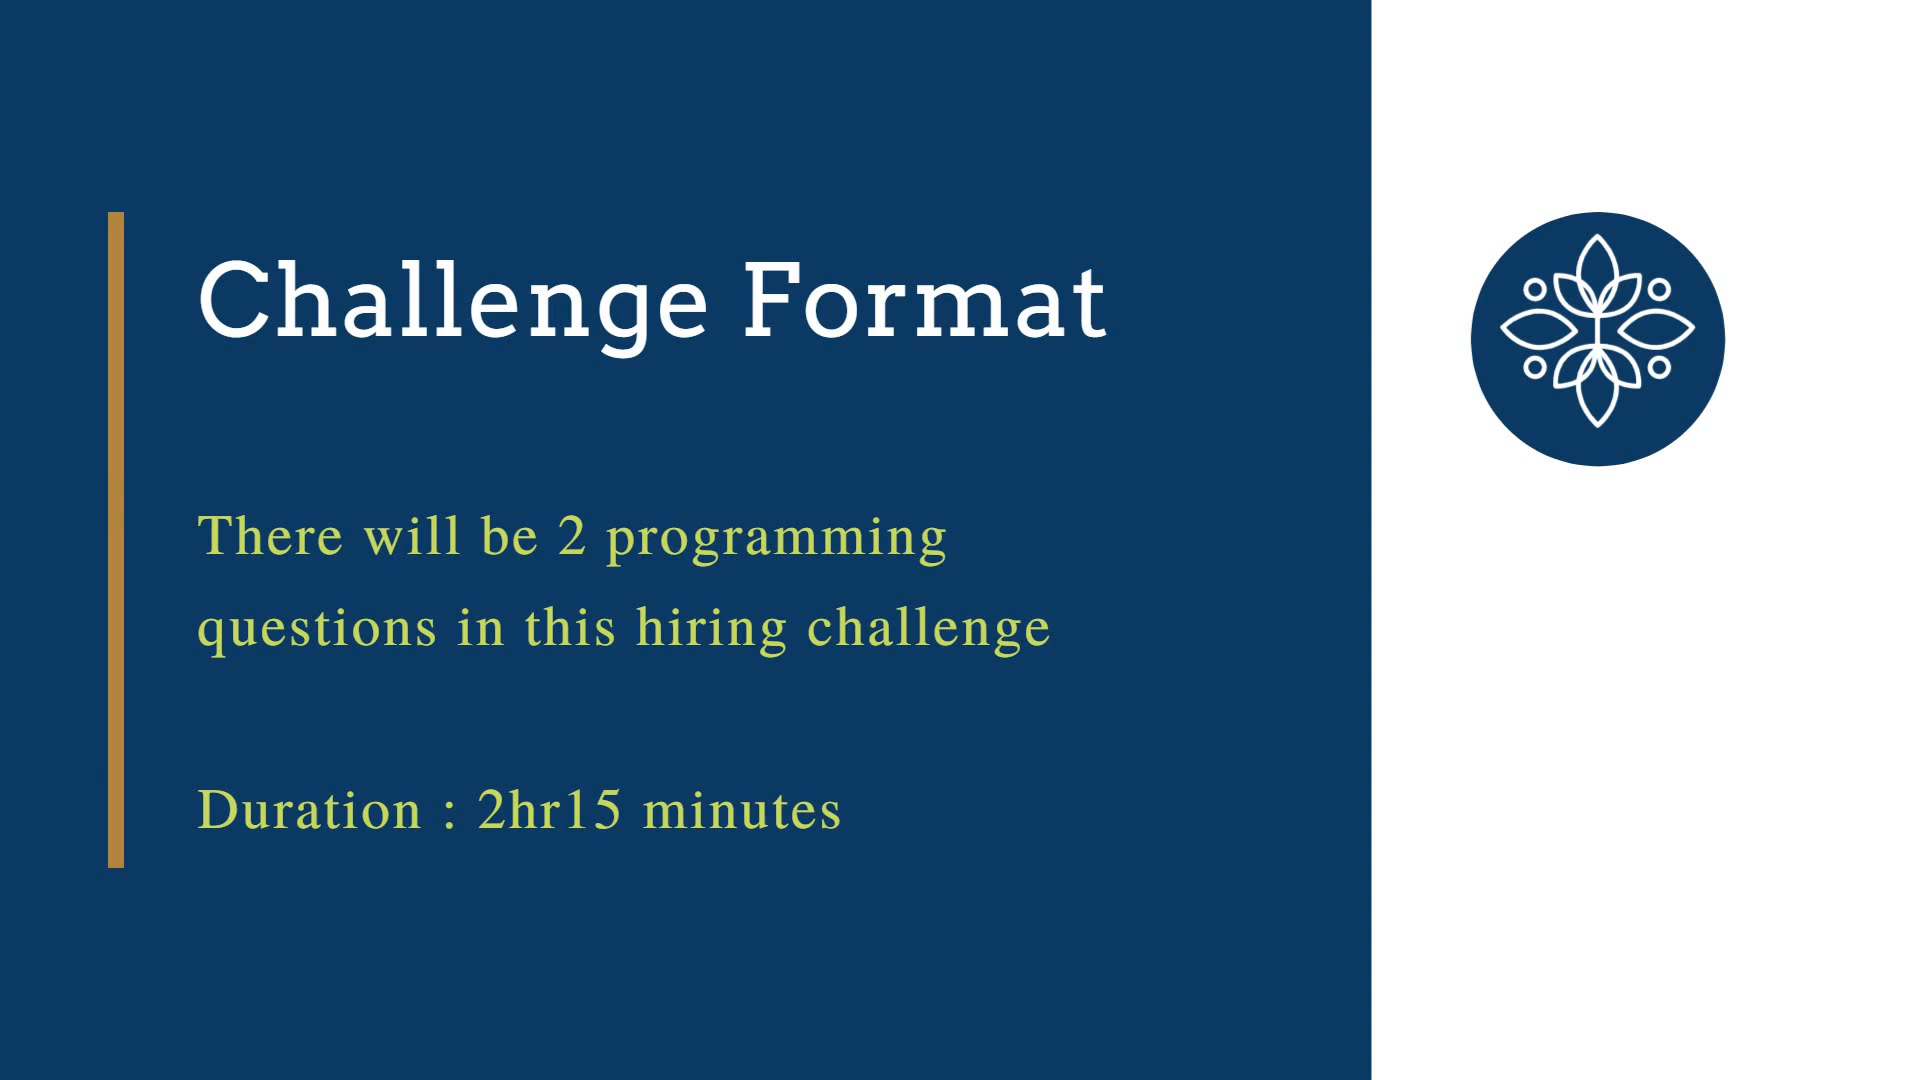 Challenge Format
There will be 2 programming
questions in this hiring challenge
Duration : 2hr15 minutes